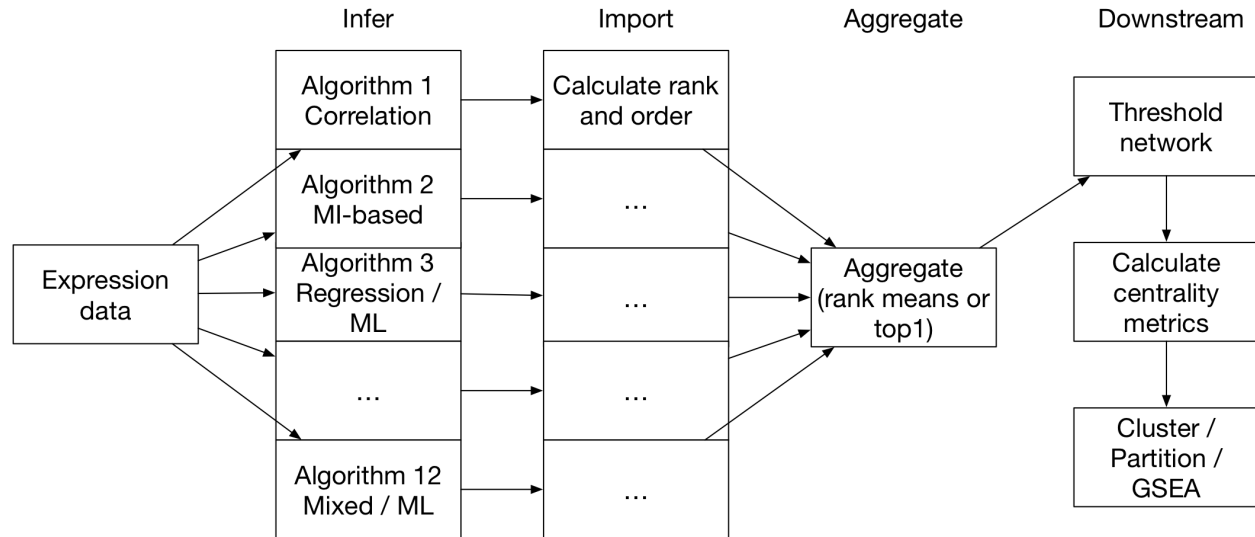 Infer
Import
Aggregate
Downstream
Expression
data
Algorithm 1
Correlation
Algorithm 2
MI-based
Algorithm 3
Regression /
ML
...
Algorithm 12
Mixed / ML
Calculate rank
and order
...
...
...
...
Aggregate
(rank means or
top1)
Threshold
network
Calculate
centrality
metrics
Cluster /
Partition /
GSEA